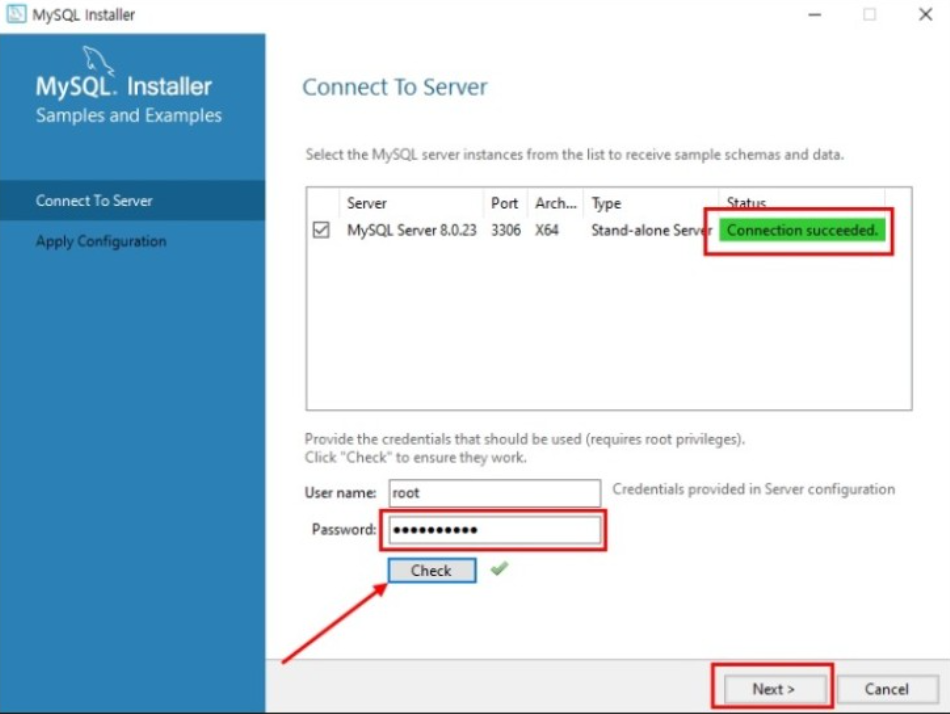 MySQL Installer
MySQL. Installer
Samples and Examples
Connect To Server
Apply Configuration
Connect To Server
Select the MySQL server instances from the list to receive sample schemas and data.
Server Port Arch... Type Status
MySQL Server 8.0.23 3306 X64 Stand-alone Server Connection succeeded.
Provide the credentials that should be used (requires root privileges).
Click "Check" to ensure they work.
User name: root Credentials provided in Server configuration
Password: ●●●●●●●●●●
Check
Next > Cancel